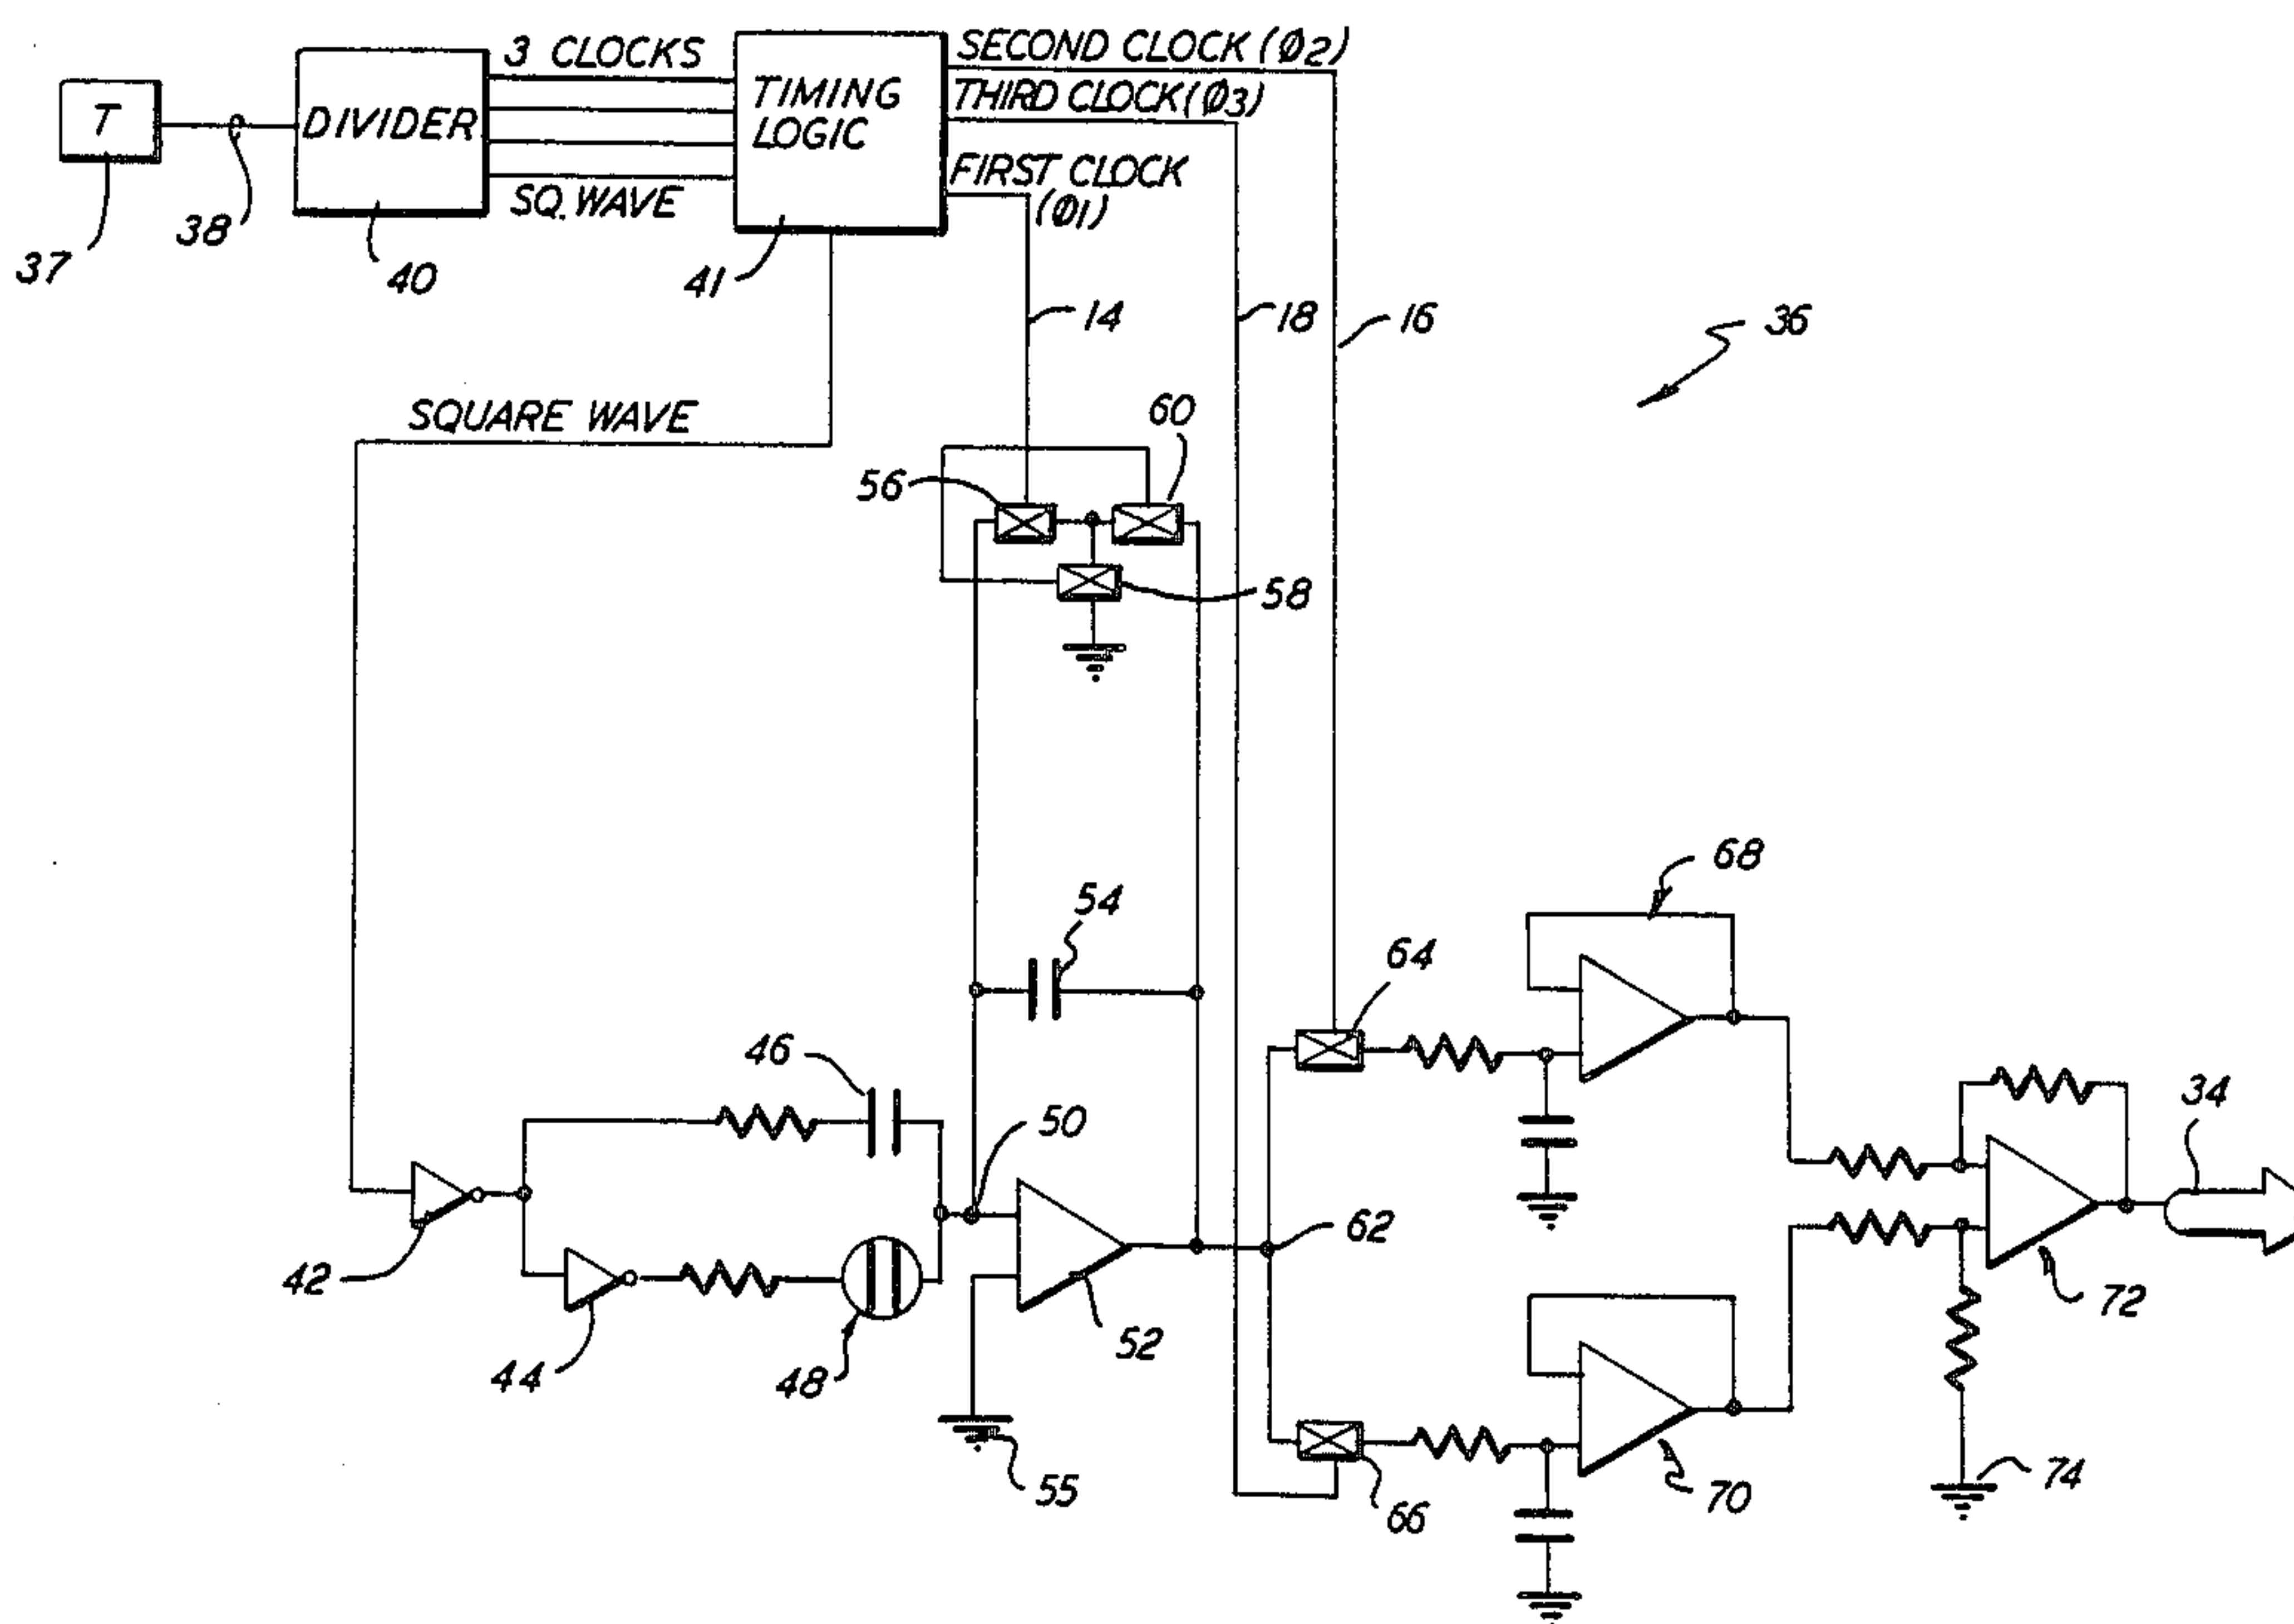 3 CLOCKS
SECOND CLOCK (Ø2)
T
DIVIDER
TIMING
LOGIC
THIRD CLOCK (Ø3)
FIRST CLOCK
(Ø1)
SQ. WAVE
37
38
40
41
14
18
16
36
SQUARE WAVE
60
56
58
68
54
64
46
50
34
62
42
52
72
44
48
55
66
70
74